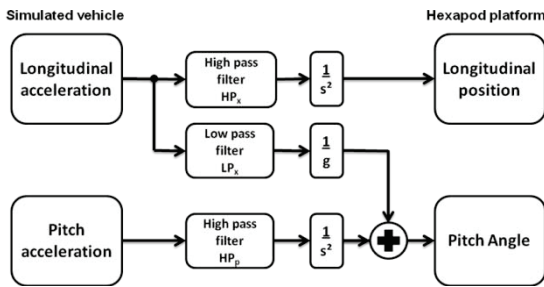 Simulated vehicle
Hexapod platform
Longitudinal
acceleration
High pass
filter
HPₓ
1
s²
Longitudinal
position
Low pass
filter
LPₓ
1
g
Pitch
acceleration
High pass
filter
HPₚ
1
s²
Pitch Angle